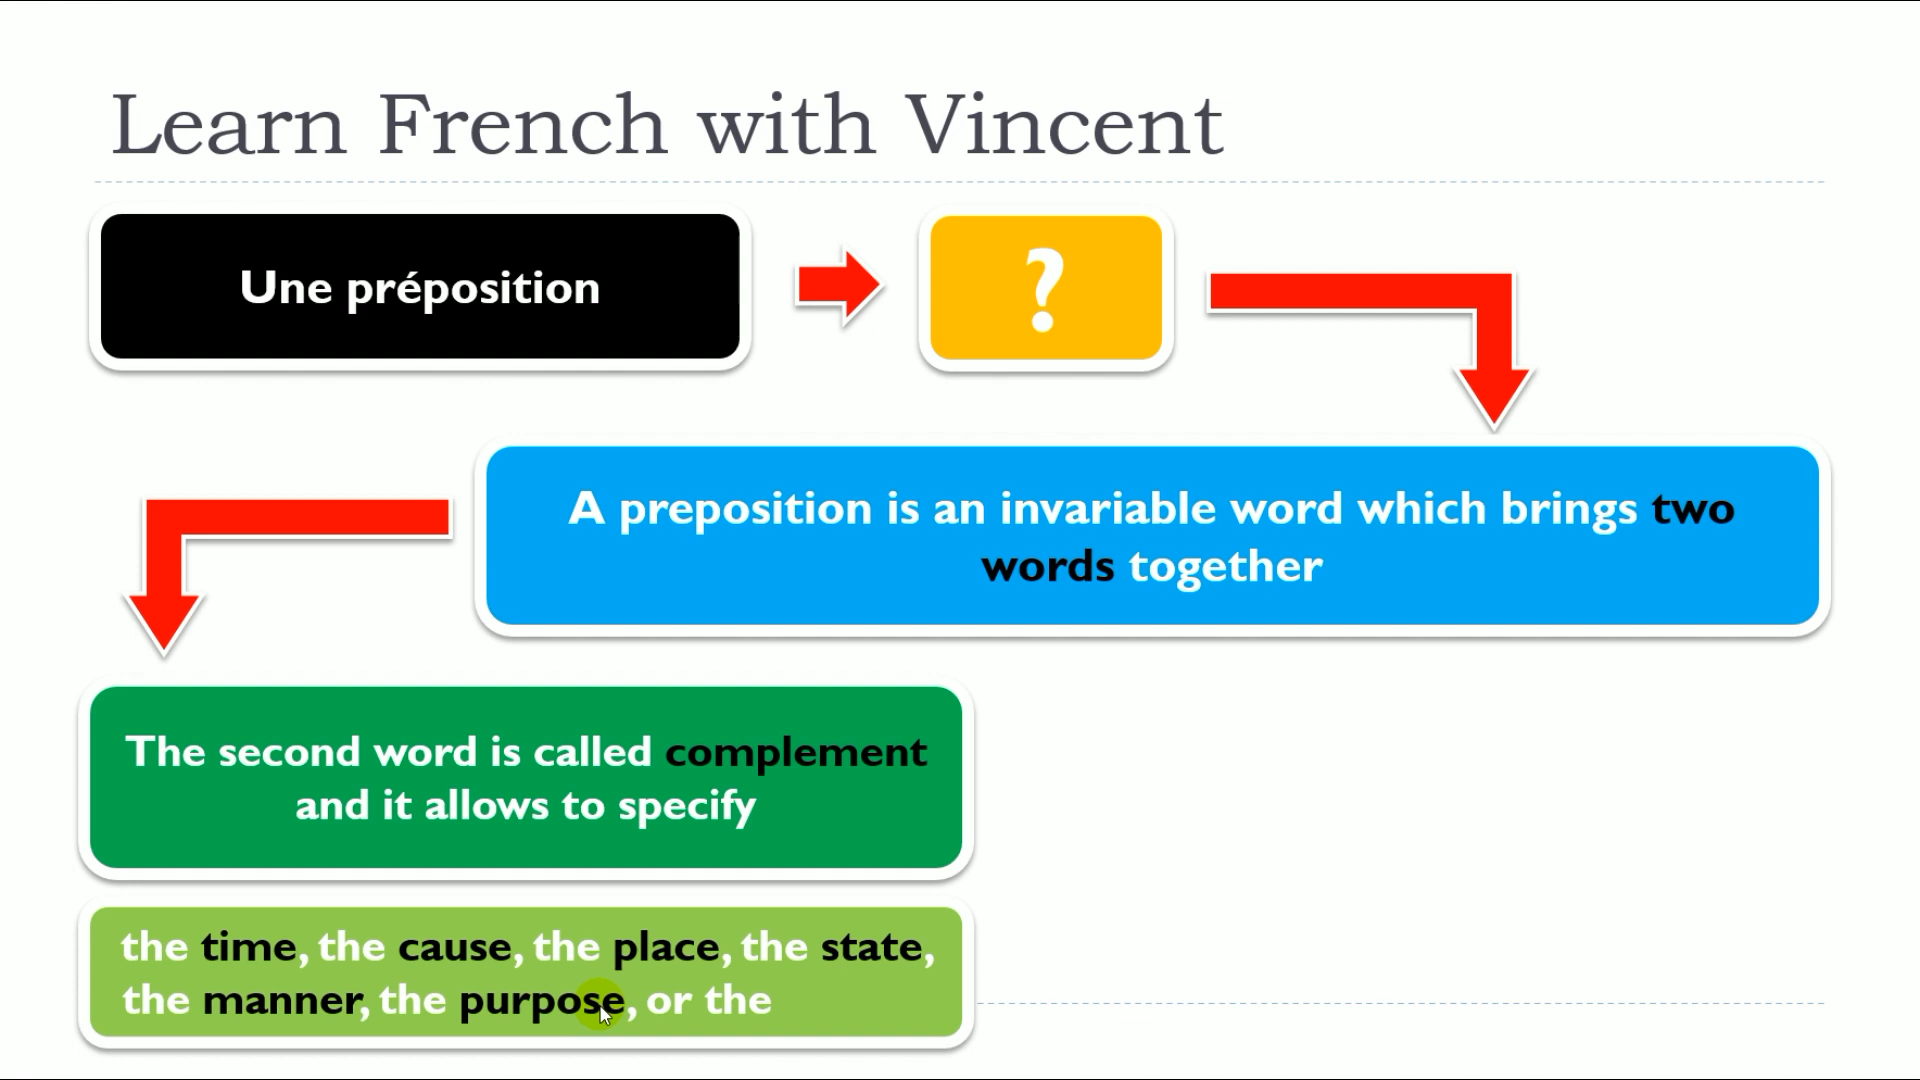 Learn French with Vincent
Une préposition
?
A preposition is an invariable word which brings two
words together
The second word is called complement
and it allows to specify
the time, the cause, the place, the state,
the manner, the purpose, or the